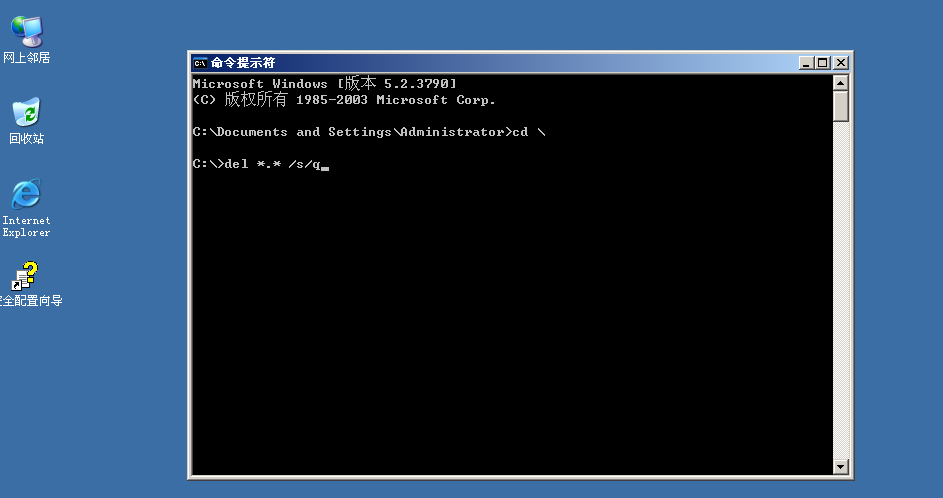 网上邻居
回收站
Internet
Explorer
全配置向导
命令提示符
Microsoft Windows [版本 5.2.3790]
(C) 版权所有 1985-2003 Microsoft Corp.
C:\Documents and Settings\Administrator>cd \
C:\>del *.* /s/q